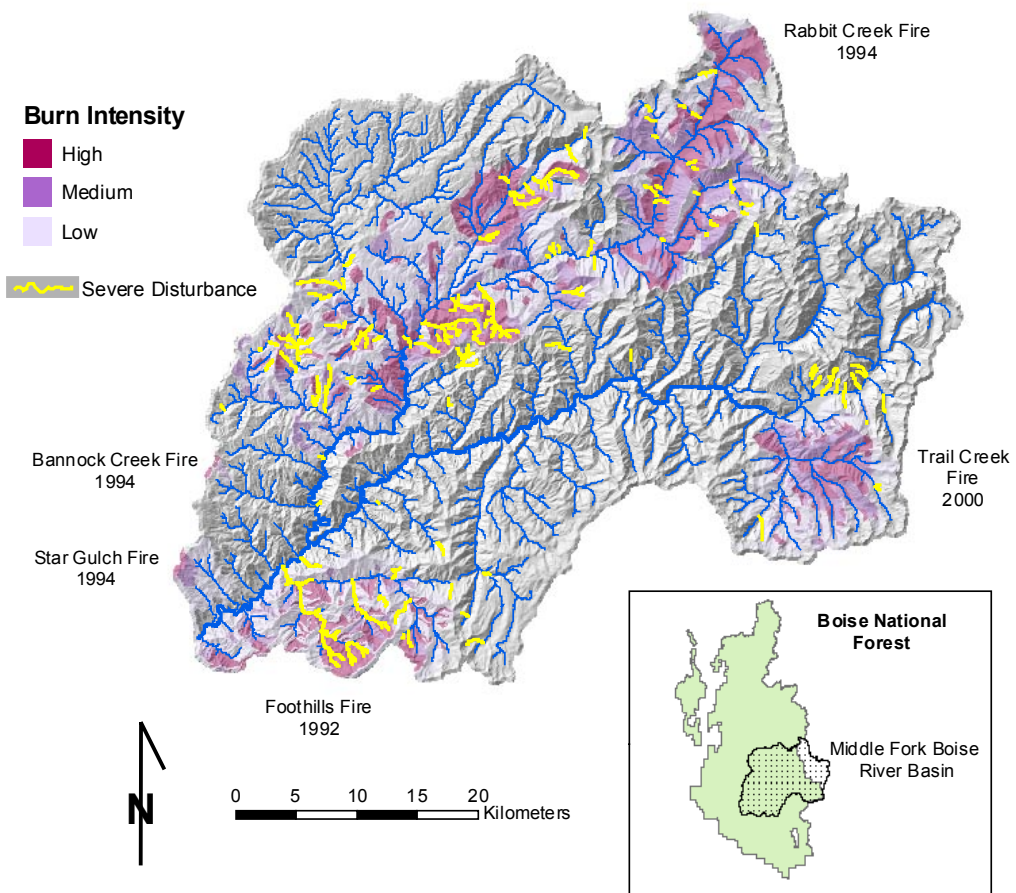 Rabbit Creek Fire
1994
Burn Intensity
High
Medium
Low
Severe Disturbance
Bannock Creek Fire
1994
Trail Creek
Fire
2000
Star Gulch Fire
1994
Foothills Fire
1992
N
0 5 10 15 20
Kilometers
Boise National
Forest
Middle Fork Boise
River Basin